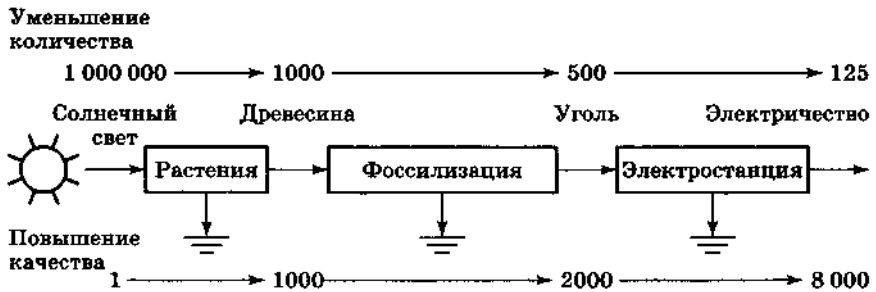 Уменьшение
количества
1 000 000 1000 500 125
Солнечный
свет
Древесина
Уголь
Электричество
Растения
Фоссилизация
Электростанция
Повышение
качества
1 1000 2000 8 000